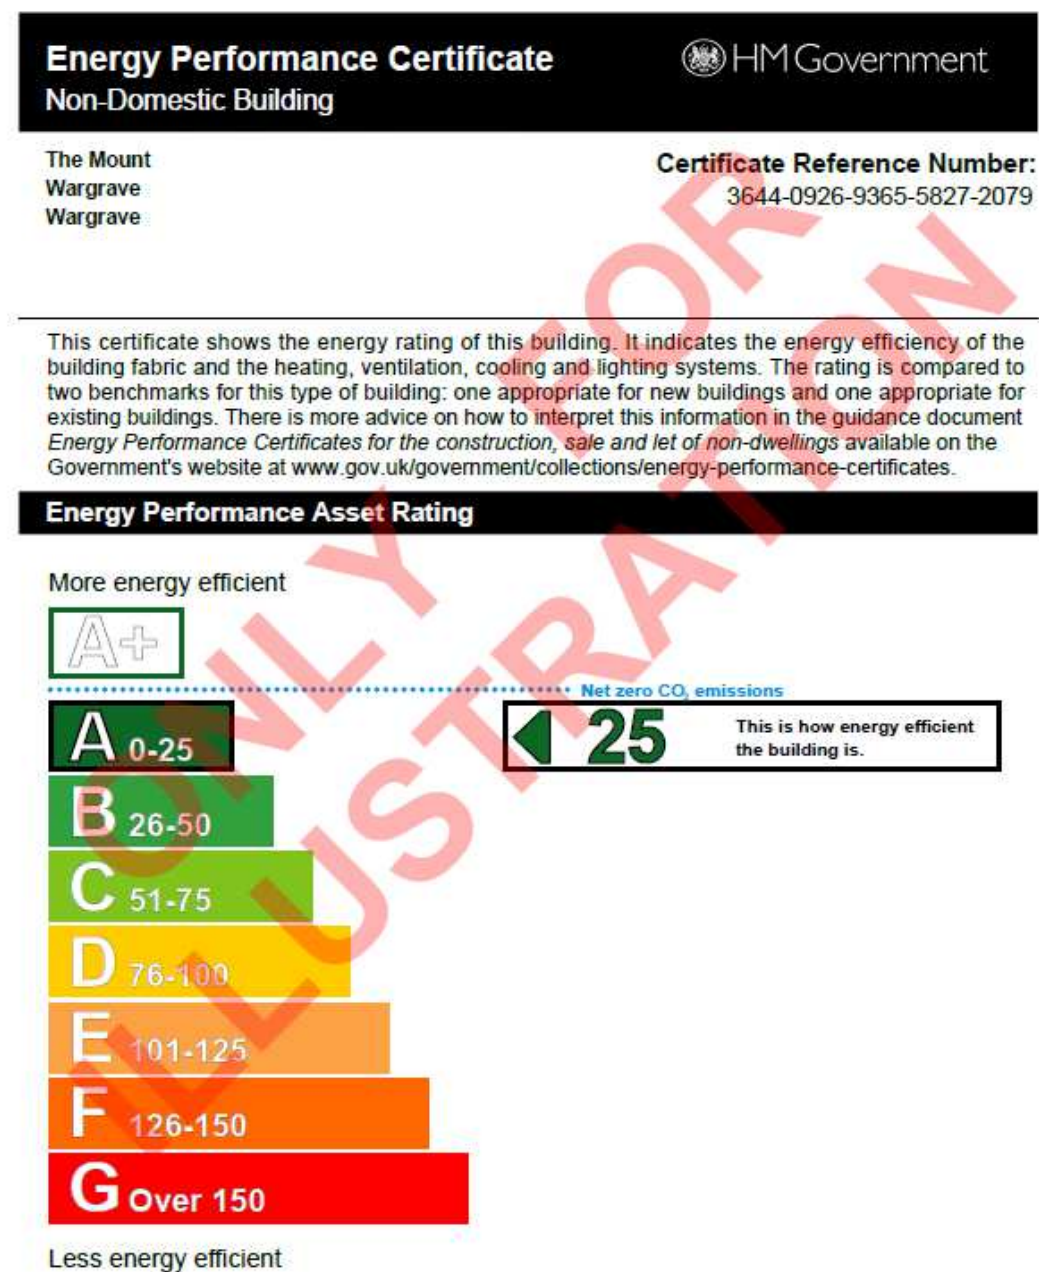 Energy Performance Certificate
HM Government
Non-Domestic Building
The Mount
Wargrave
Wargrave
Certificate Reference Number:
3644-0926-9365-5827-2079
This certificate shows the energy rating of this building. It indicates the energy efficiency of the
building fabric and the heating, ventilation, cooling and lighting systems. The rating is compared to
two benchmarks for this type of building: one appropriate for new buildings and one appropriate for
existing buildings. There is more advice on how to interpret this information in the guidance document
Energy Performance Certificates for the construction, sale and let of non-dwellings available on the
Government's website at www.gov.uk/government/collections/energy-performance-certificates.
Energy Performance Asset Rating
More energy efficient
A+
Net zero CO₂ emissions
A 0-25
25
This is how energy efficient
the building is.
B 26-50
C 51-75
D 76-100
E 101-125
F 126-150
G Over 150
Less energy efficient
ONLY FOR
ILLUSTRATION